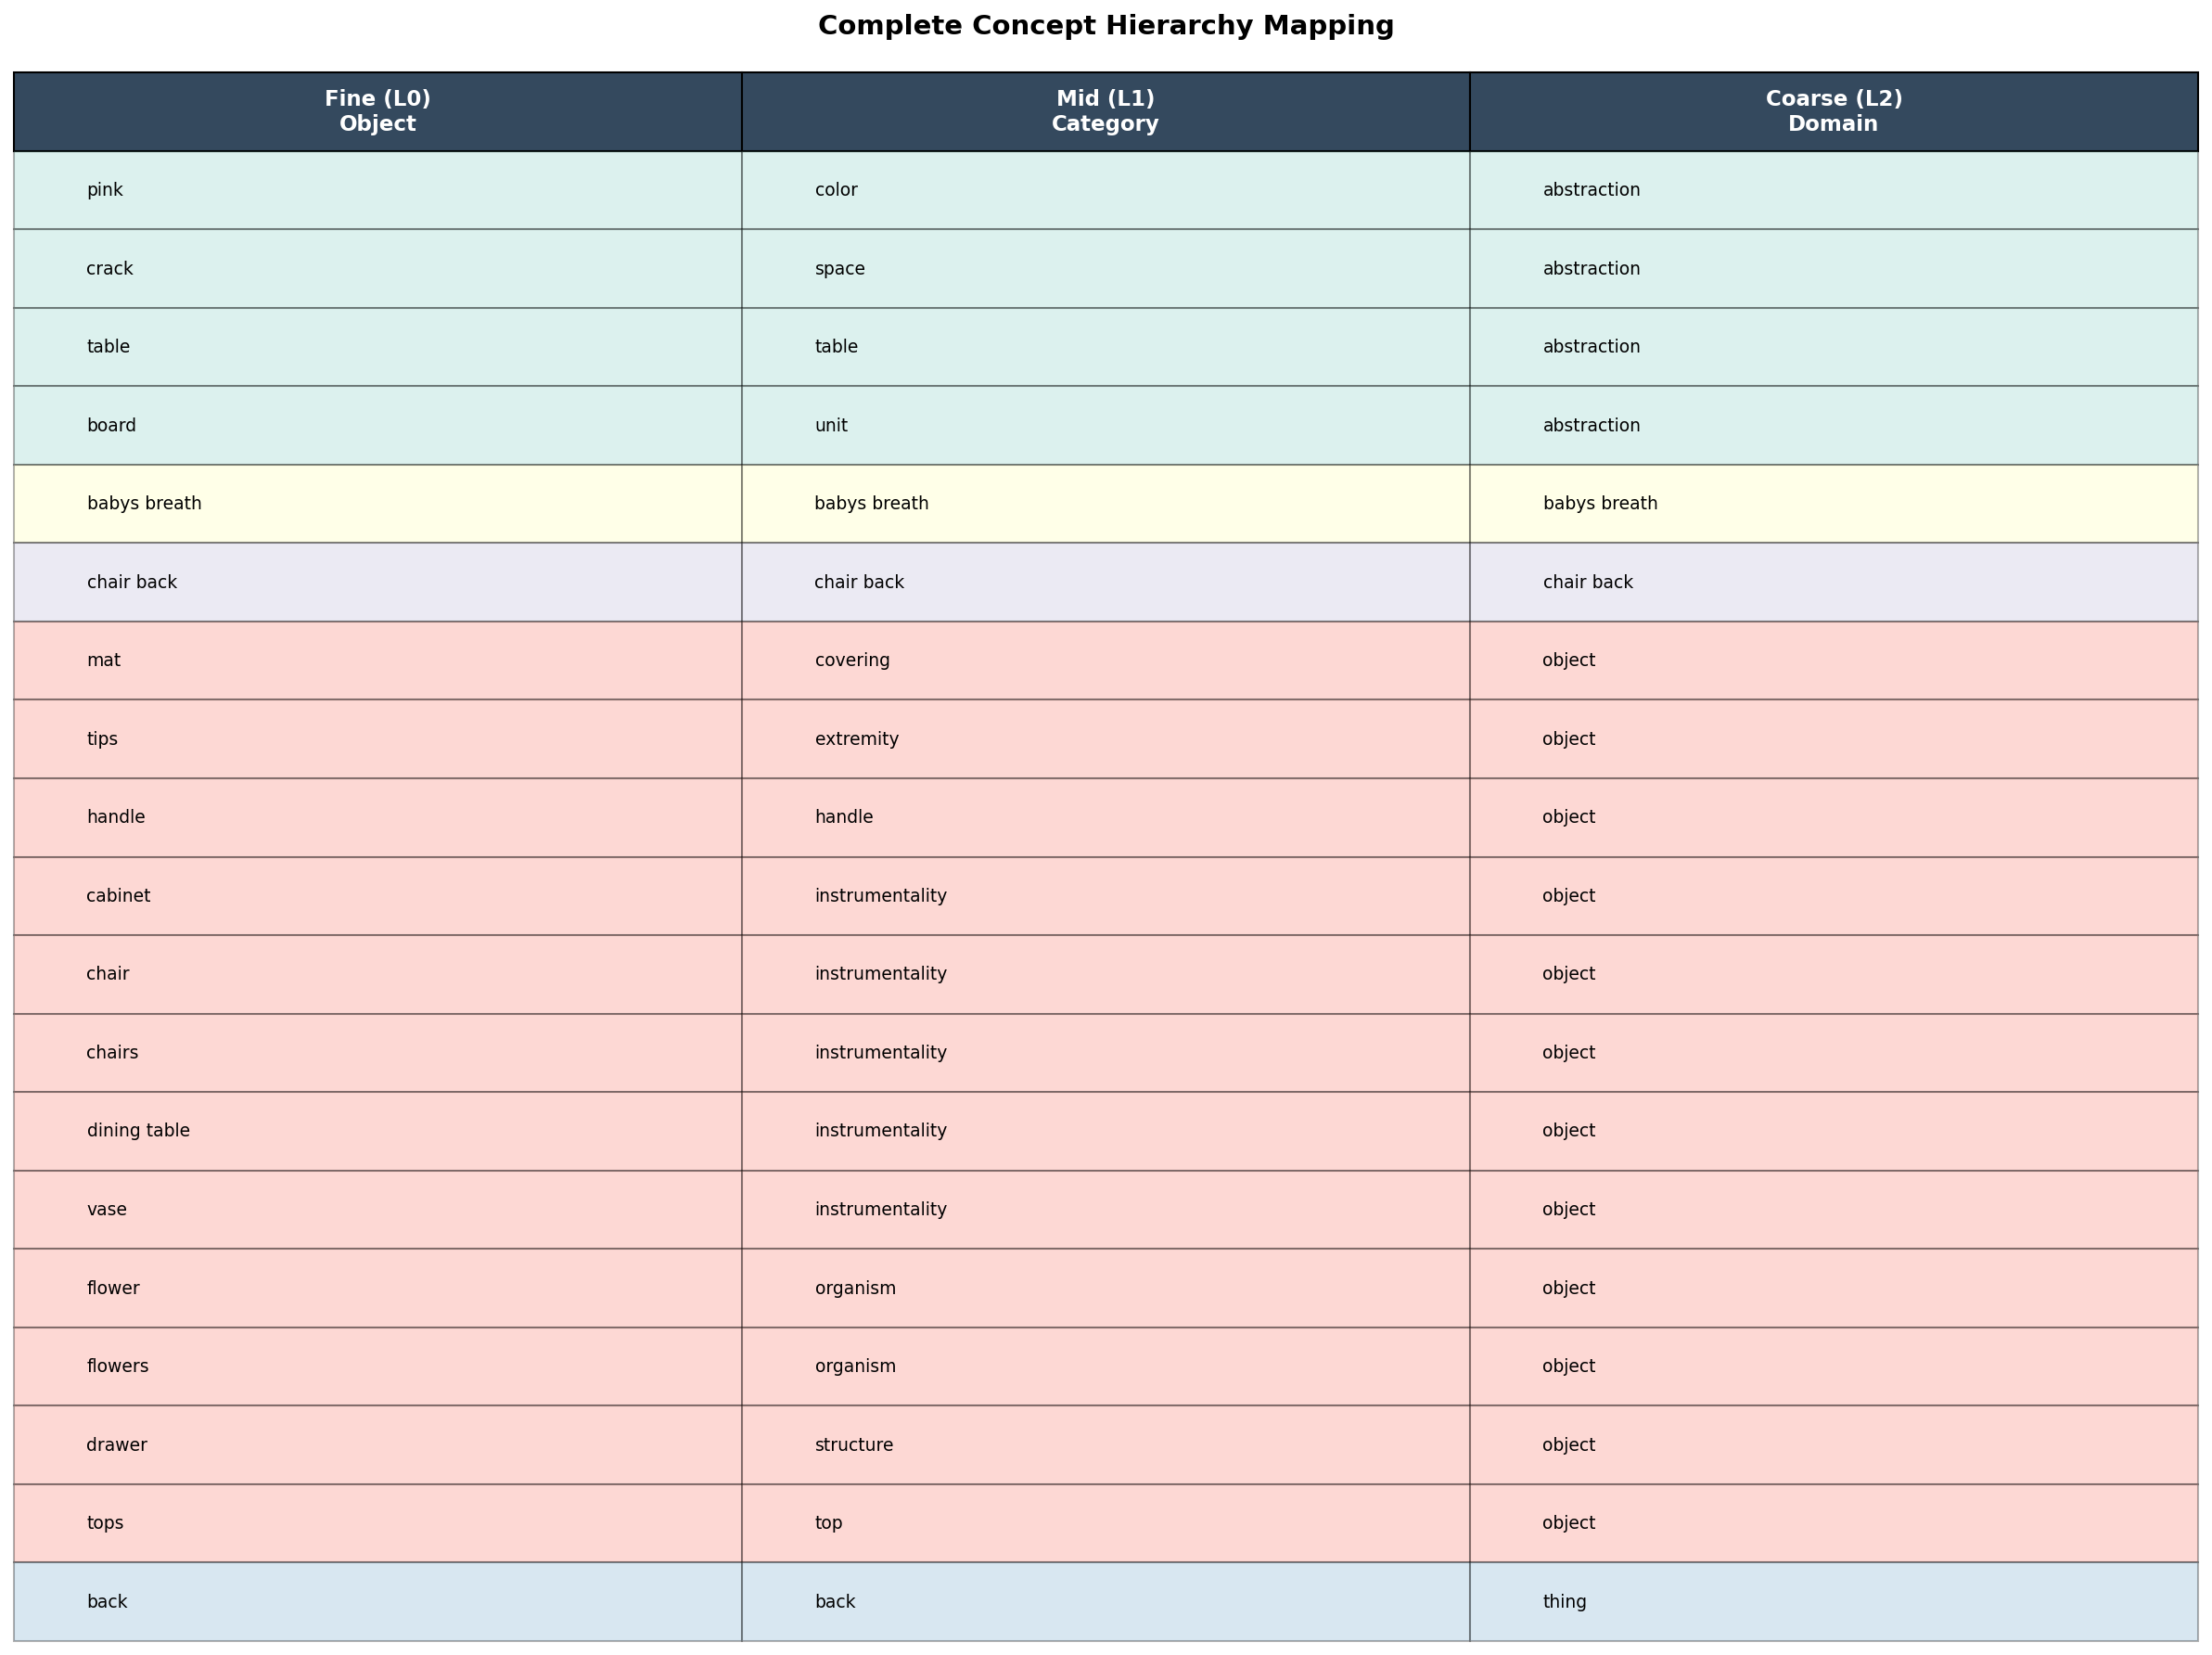 Complete Concept Hierarchy Mapping
Fine (L0) Mid (L1) Coarse (L2)
Object Category Domain
pink color abstraction
crack space abstraction
table table abstraction
board unit abstraction
babys breath babys breath babys breath
chair back chair back chair back
mat covering object
tips extremity object
handle handle object
cabinet instrumentality object
chair instrumentality object
chairs instrumentality object
dining table instrumentality object
vase instrumentality object
flower organism object
flowers organism object
drawer structure object
tops top object
back back thing